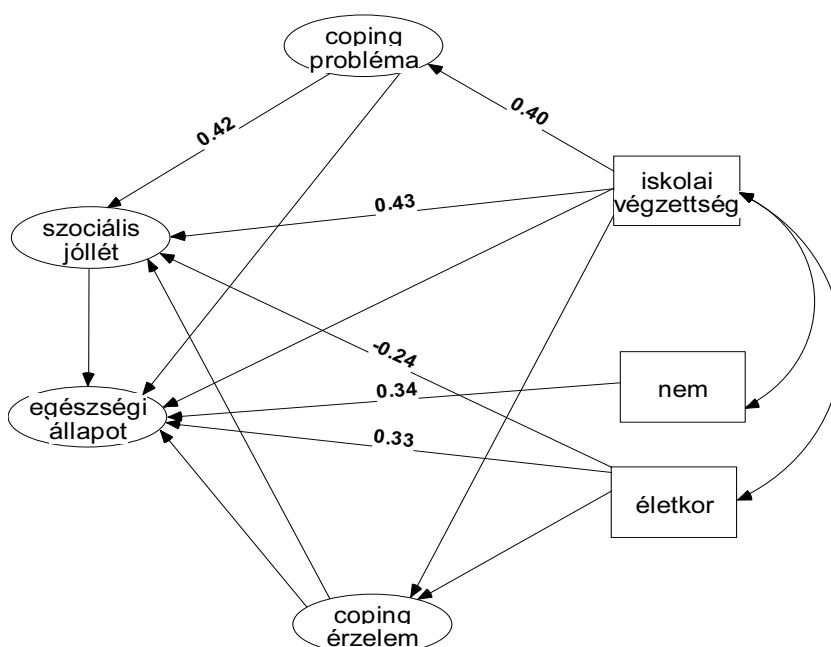 coping
probléma
0.40
0.42
iskolai
végzettség
0.43
szociális
jóllét
-0.24
nem
0.34
egészségi
állapot
0.33
életkor
coping
érzelem